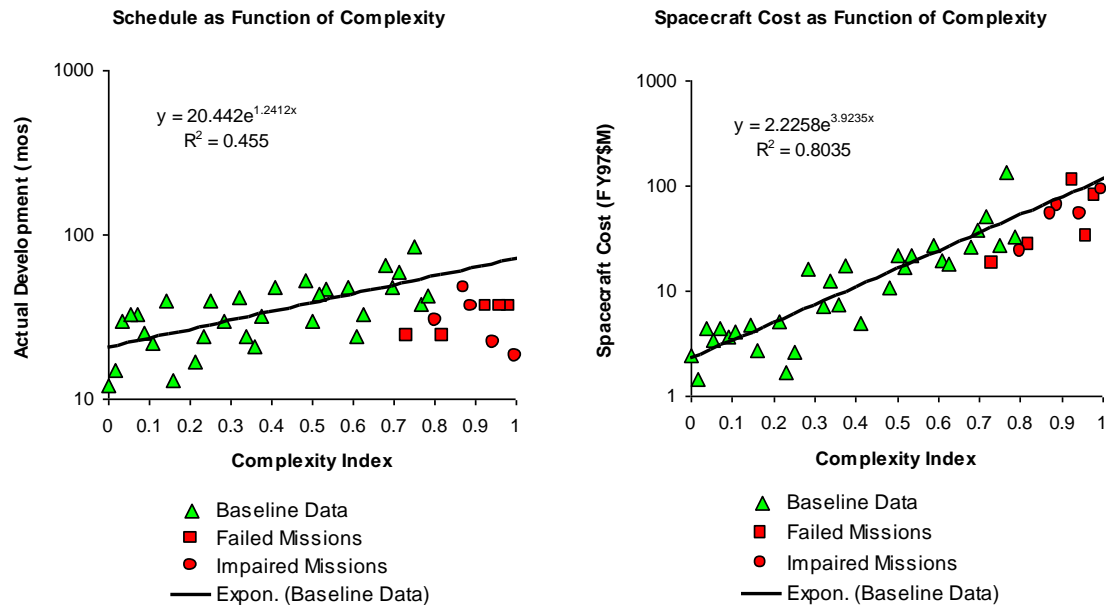 Schedule as Function of Complexity
Actual Development (mos)
1000
100
10
y = 20.442e^1.2412x
R² = 0.455
0 0.1 0.2 0.3 0.4 0.5 0.6 0.7 0.8 0.9 1
Complexity Index
Baseline Data
Failed Missions
Impaired Missions
Expon. (Baseline Data)
Spacecraft Cost as Function of Complexity
Spacecraft Cost (FY97$M)
1000
100
10
1
y = 2.2258e^3.9235x
R² = 0.8035
0 0.1 0.2 0.3 0.4 0.5 0.6 0.7 0.8 0.9 1
Complexity Index
Baseline Data
Failed Missions
Impaired Missions
Expon. (Baseline Data)